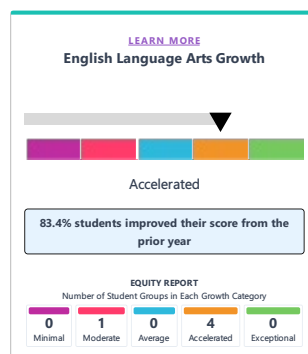 LEARN MORE
English Language Arts Growth
Accelerated
83.4% students improved their score from the
prior year
EQUITY REPORT
Number of Student Groups in Each Growth Category
0 1 0 4 0
Minimal Moderate Average Accelerated Exceptional